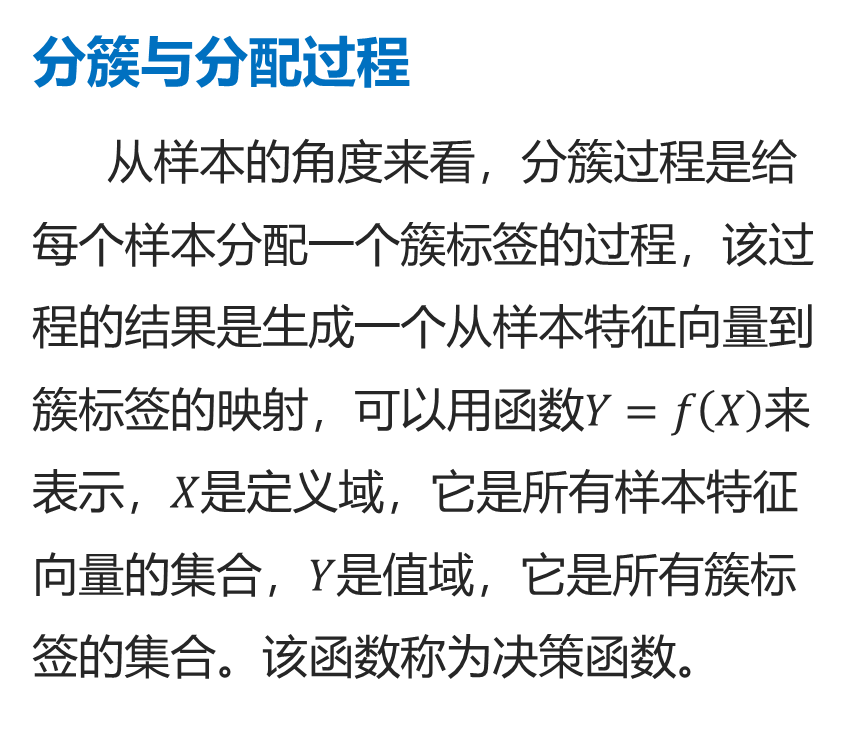 分簇与分配过程
从样本的角度来看，分簇过程是给
每个样本分配一个簇标签的过程，该过
程的结果是生成一个从样本特征向量到
簇标签的映射，可以用函数Y = f(X)来
表示，X是定义域，它是所有样本特征
向量的集合，Y是值域，它是所有簇标
签的集合。该函数称为决策函数。